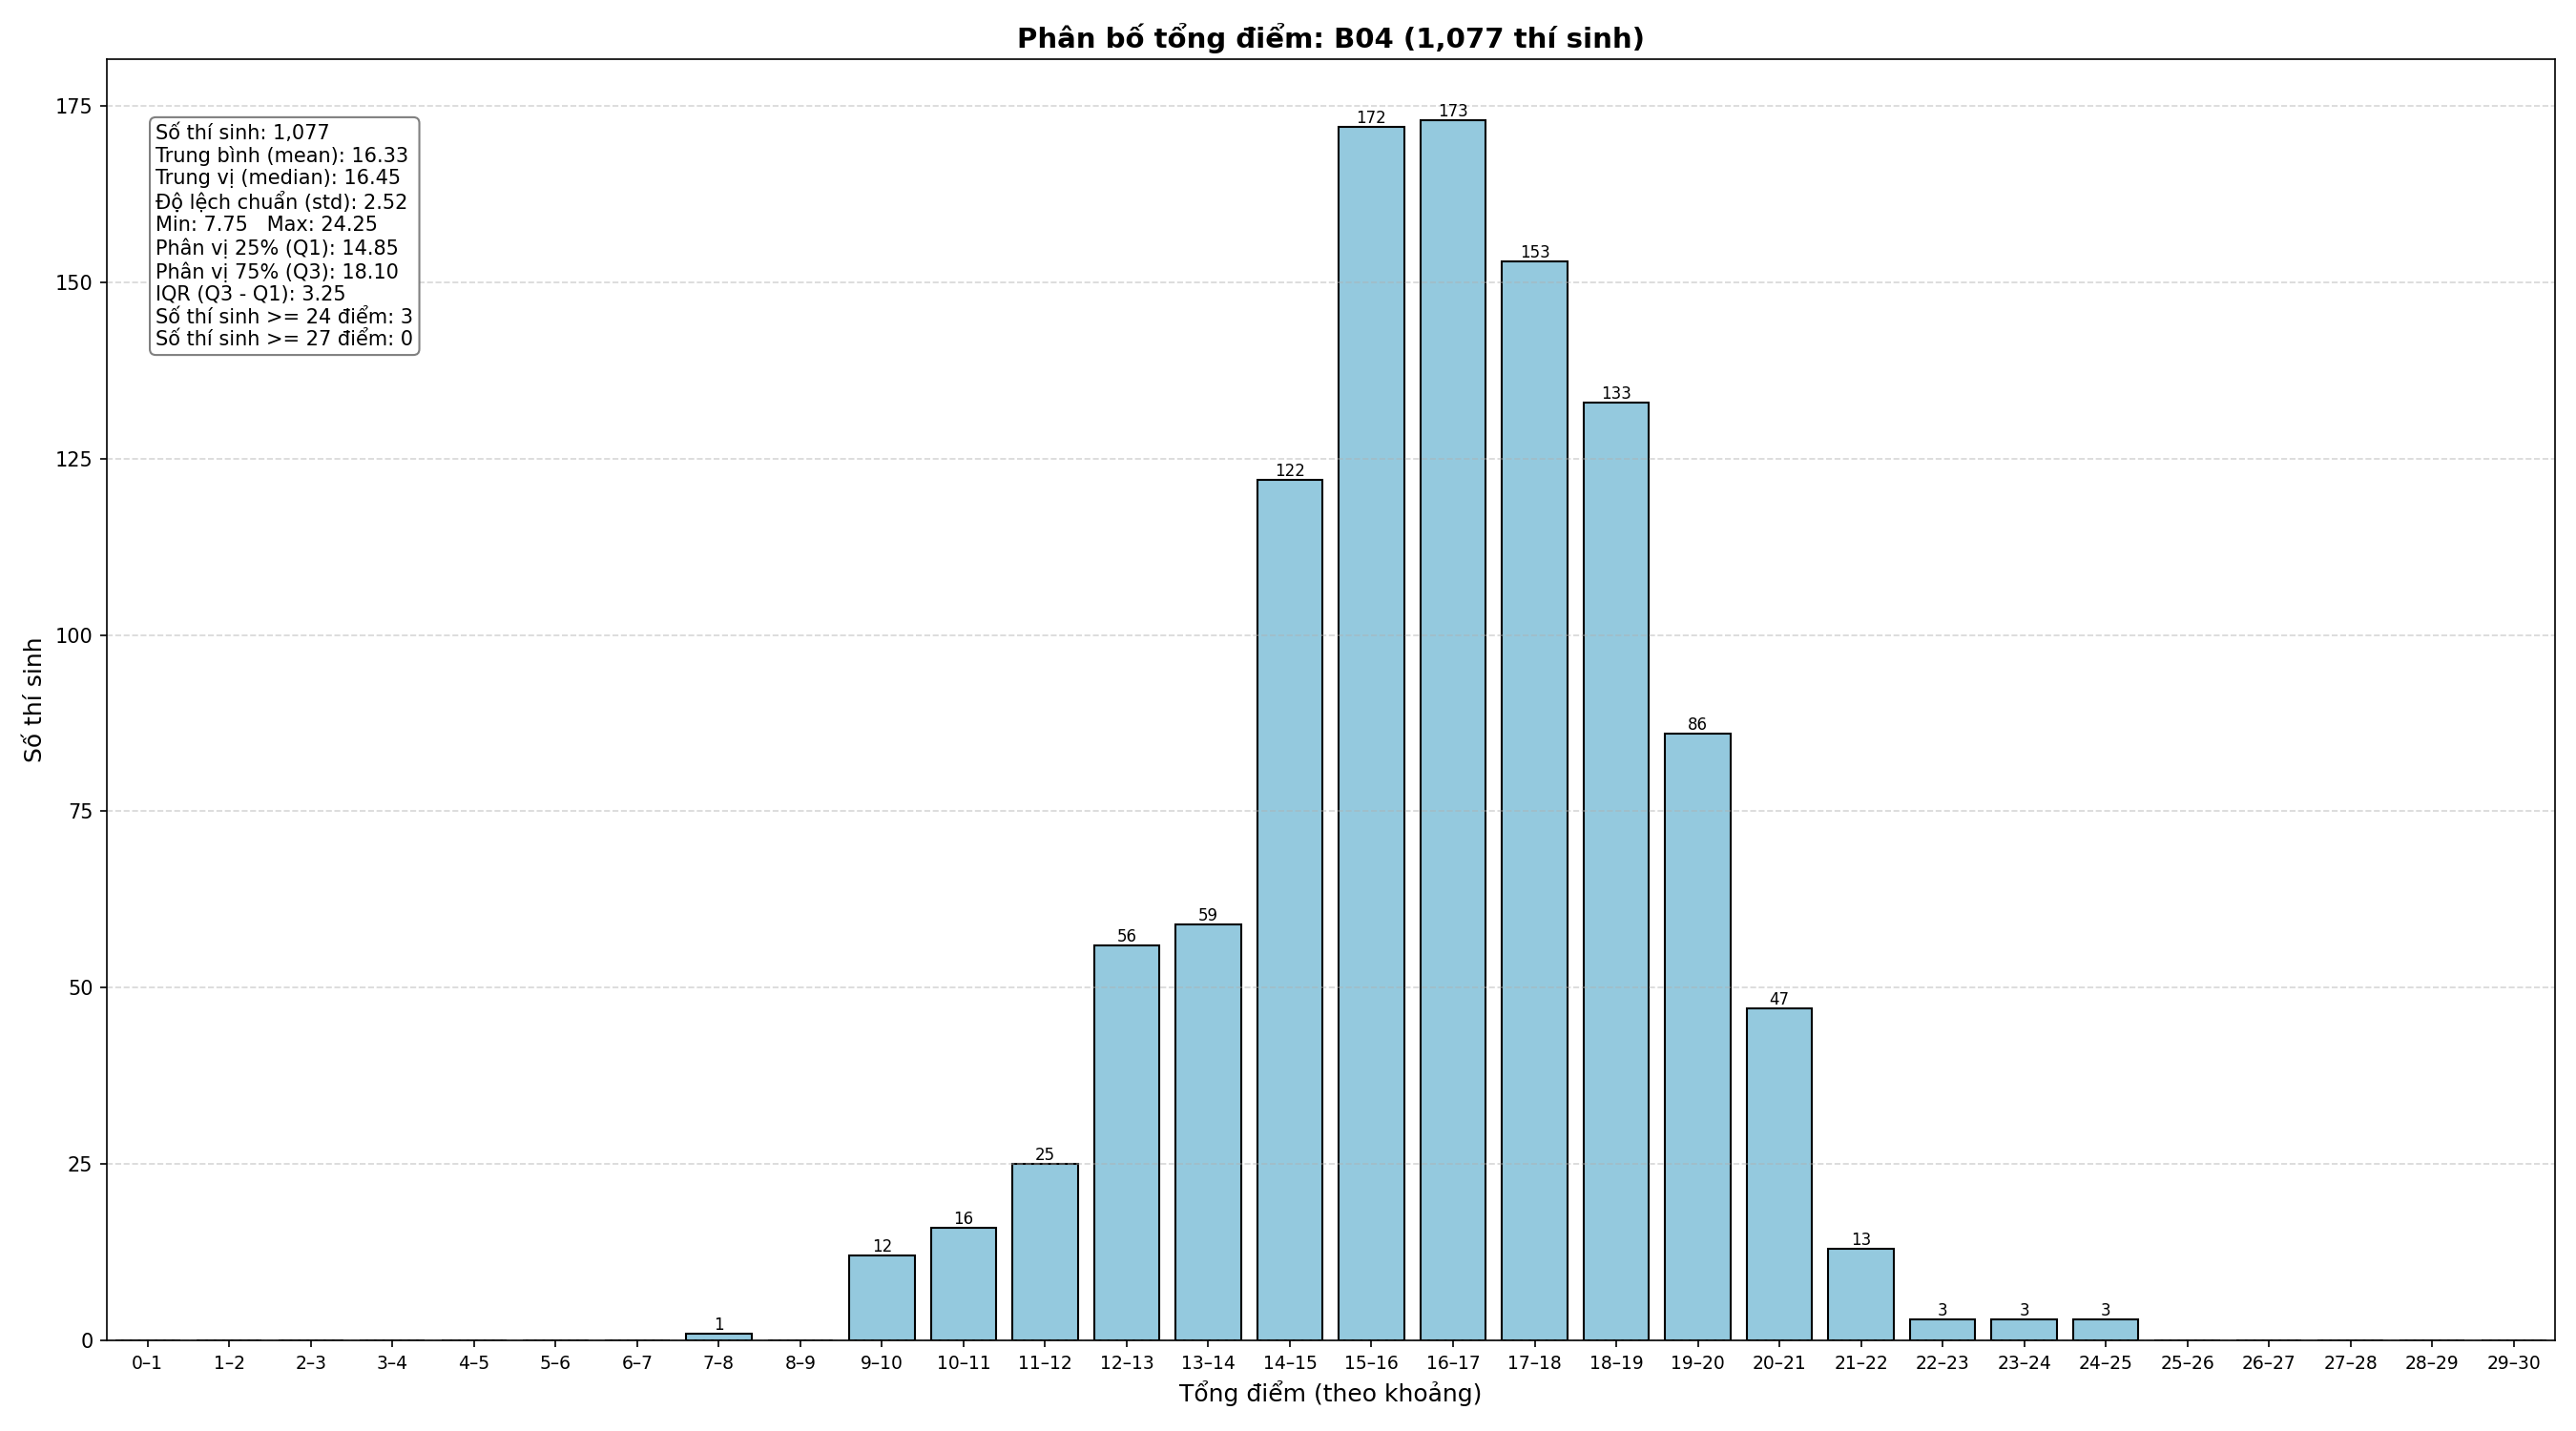 Phân bố tổng điểm: B04 (1,077 thí sinh)
Số thí sinh: 1,077
Trung bình (mean): 16.33
Trung vị (median): 16.45
Độ lệch chuẩn (std): 2.52
Min: 7.75   Max: 24.25
Phân vị 25% (Q1): 14.85
Phân vị 75% (Q3): 18.10
IQR (Q3 - Q1): 3.25
Số thí sinh >= 24 điểm: 3
Số thí sinh >= 27 điểm: 0
Số thí sinh
175
150
125
100
75
50
25
0
1
12
16
25
56
59
122
172
173
153
133
86
47
13
3
3
3
0–1 1–2 2–3 3–4 4–5 5–6 6–7 7–8 8–9 9–10 10–11 11–12 12–13 13–14 14–15 15–16 16–17 17–18 18–19 19–20 20–21 21–22 22–23 23–24 24–25 25–26 26–27 27–28 28–29 29–30
Tổng điểm (theo khoảng)